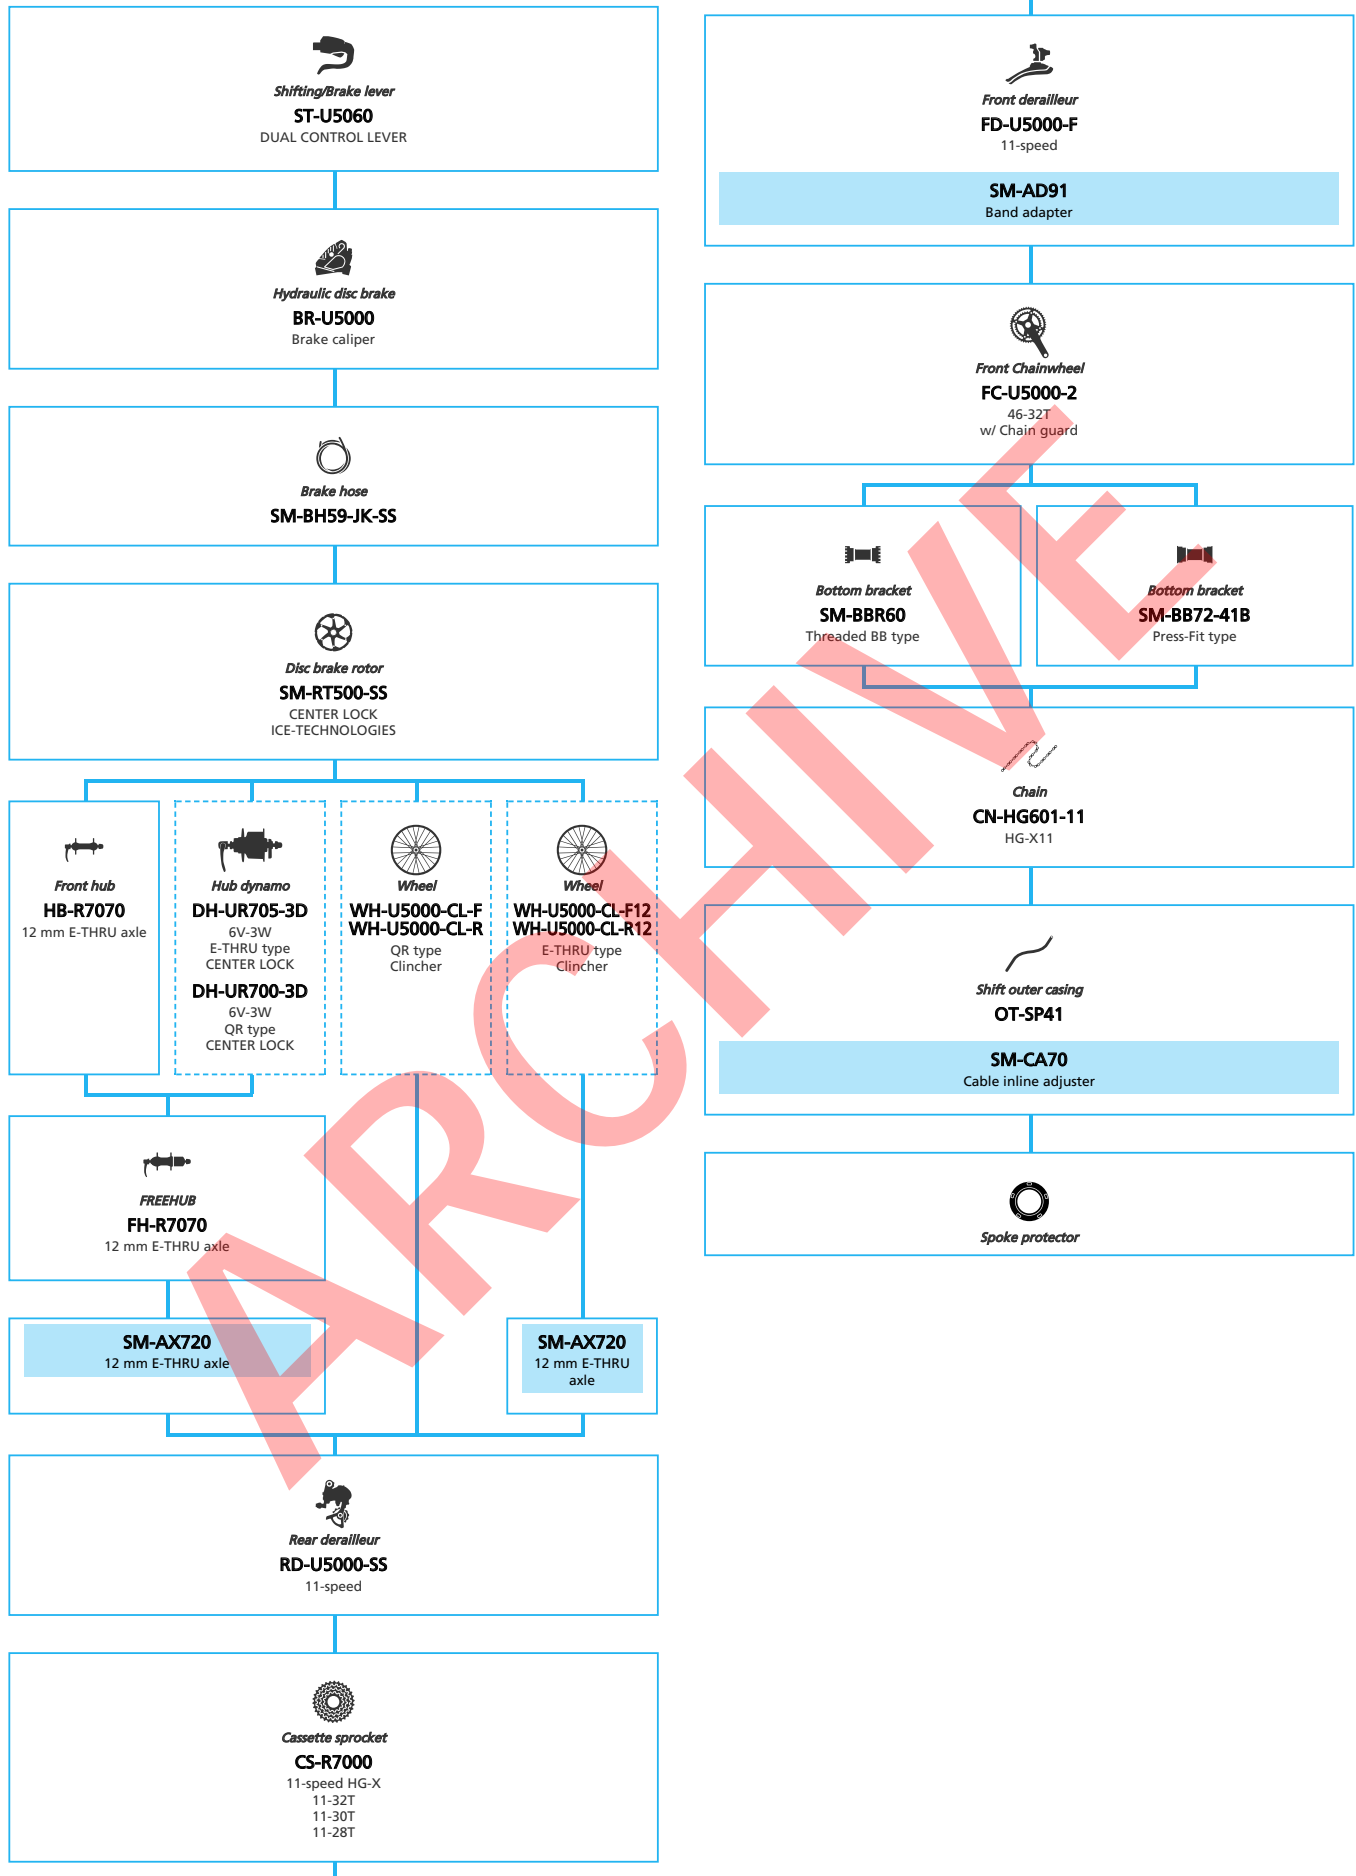 Shifting/Brake lever
ST-U5060
DUAL CONTROL LEVER
Hydraulic disc brake
BR-U5000
Brake caliper
Brake hose
SM-BH59-JK-SS
Disc brake rotor
SM-RT500-SS
CENTER LOCK
ICE-TECHNOLOGIES
Front hub
HB-R7070
12 mm E-THRU axle
Hub dynamo
DH-UR705-3D
6V-3W
E-THRU type
CENTER LOCK
DH-UR700-3D
6V-3W
QR type
CENTER LOCK
Wheel
WH-U5000-CL-F
WH-U5000-CL-R
QR type
Clincher
Wheel
WH-U5000-CL-F12
WH-U5000-CL-R12
E-THRU type
Clincher
FREEHUB
FH-R7070
12 mm E-THRU axle
SM-AX720
12 mm E-THRU axle
SM-AX720
12 mm E-THRU
axle
Rear derailleur
RD-U5000-SS
11-speed
Cassette sprocket
CS-R7000
11-speed HG-X
11-32T
11-30T
11-28T
Front derailleur
FD-U5000-F
11-speed
SM-AD91
Band adapter
Front Chainwheel
FC-U5000-2
46-32T
w/ Chain guard
Bottom bracket
SM-BBR60
Threaded BB type
Bottom bracket
SM-BB72-41B
Press-Fit type
Chain
CN-HG601-11
HG-X11
Shift outer casing
OT-SP41
SM-CA70
Cable inline adjuster
Spoke protector
ARCHIVE